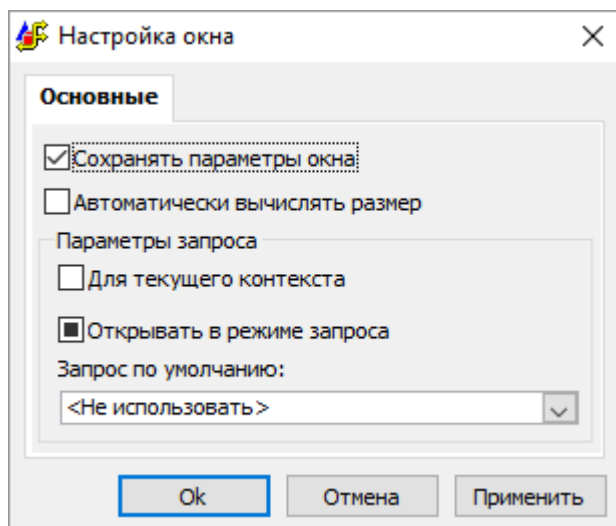 Настройка окна
Основные
Сохранять параметры окна
Автоматически вычислять размер
Параметры запроса
Для текущего контекста
Открывать в режиме запроса
Запрос по умолчанию:
<Не использовать>
Ok Отмена Применить